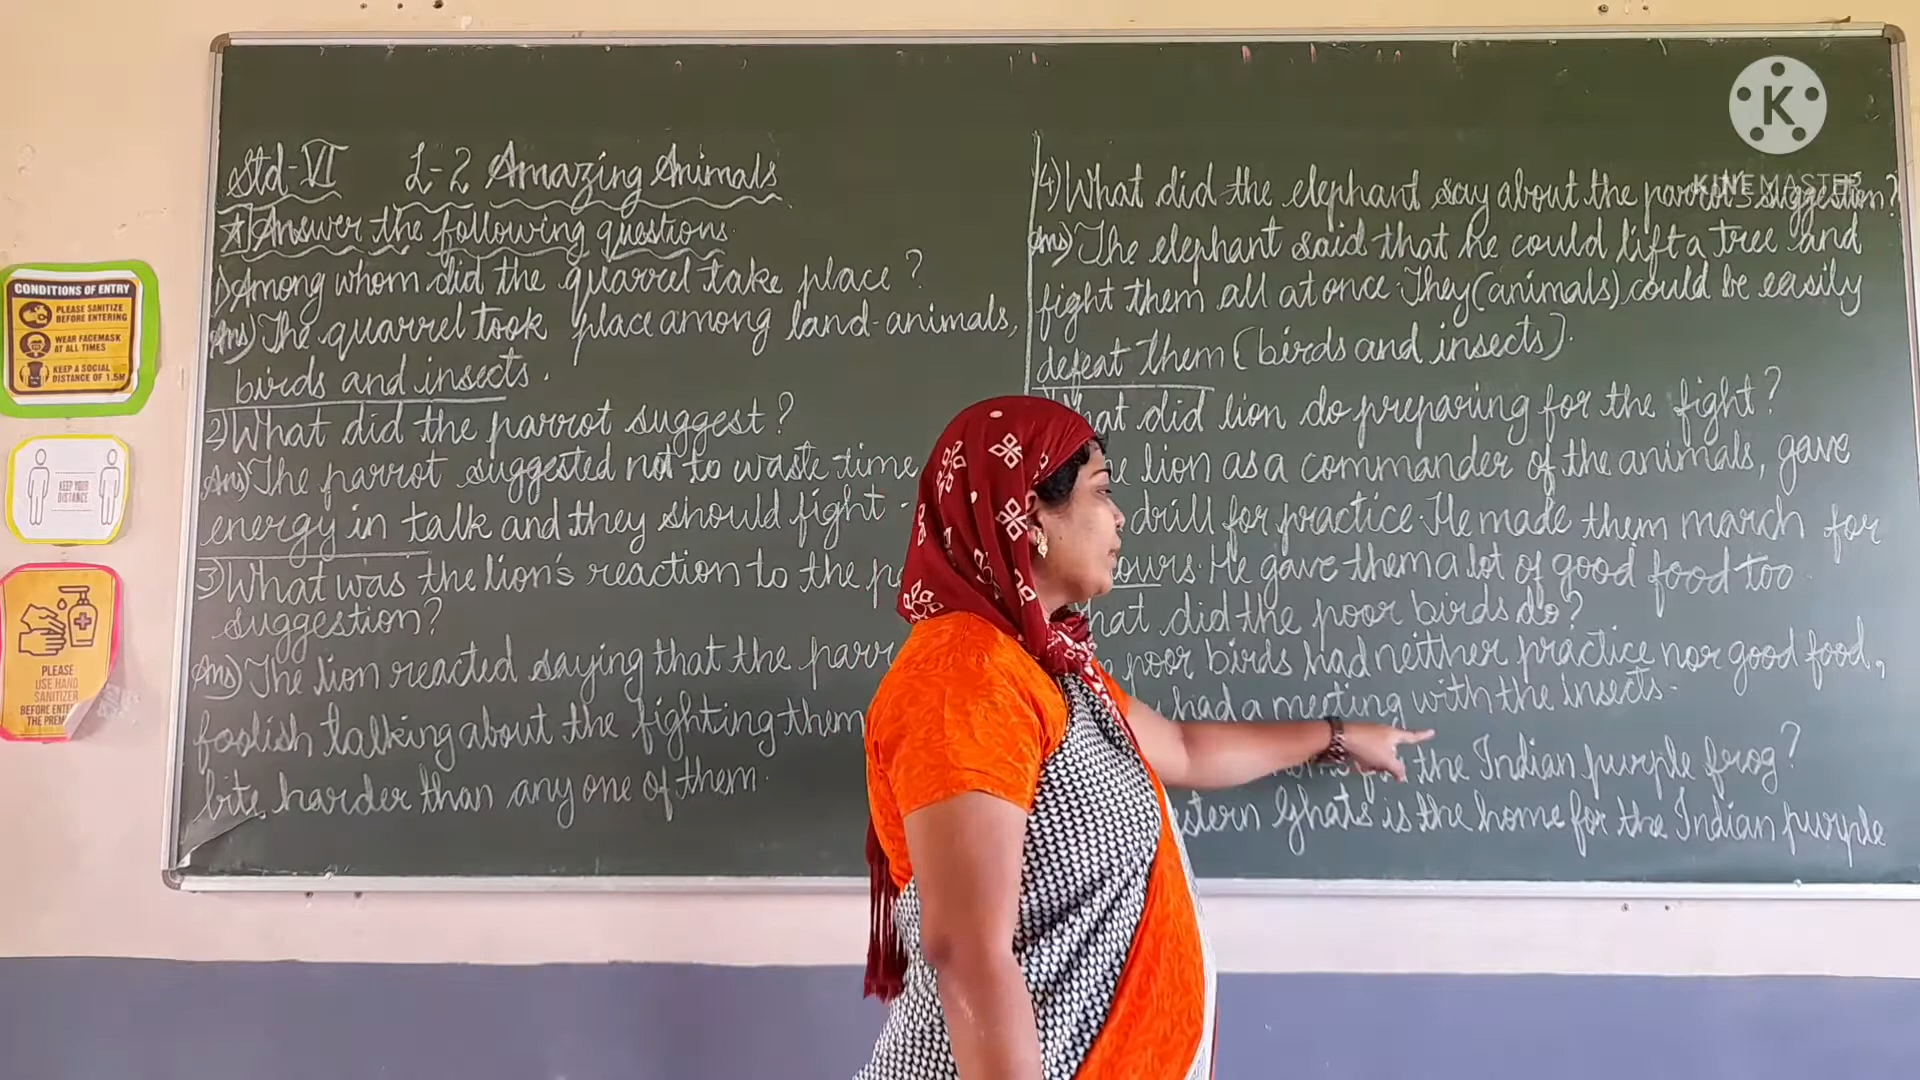 CONDITIONS OF ENTRY
PLEASE SANITIZE
BEFORE ENTERING
WEAR FACEMASK
AT ALL TIMES
KEEP A SOCIAL
DISTANCE OF 1.5M
KEEP YOUR
DISTANCE
PLEASE
USE HAND
SANITIZER
BEFORE
THE
Std-VI L-2 Amazing Animals
A] Answer the following questions.
1) Among whom did the quarrel take place?
Ans) The quarrel took place among land-animals,
birds and insects.
2) What did the parrot suggest?
Ans) The parrot suggested not to waste time
energy in talk and they should fight.
3) What was the lion's reaction to the
suggestion?
Ans) The lion reacted saying that the
foolish talking about the fighting them
bite harder than any one of them.
K
KINEMASTER
4) What did the elephant say about the parrot's suggestion?
Ans) The elephant said that he could lift a tree and
fight them all at once. They (animals) could be easily
defeat them (birds and insects).
did lion do preparing for the fight?
lion as a commander of the animals, gave
drill for practice. He made them march for
hours. He gave them a lot of good food too
did the poor birds do?
poor birds had neither practice nor good food,
had a meeting with the insects.
the Indian purple frog?
Ghats is the home for the Indian purple